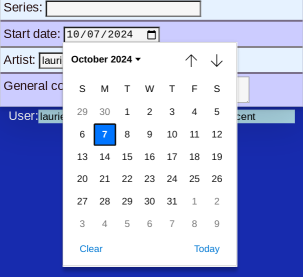 Series:
Start date: 10/07/2024
October 2024
Artist: laurie
S M T W T F S
General co
29 30 1 2 3 4 5
User: laurie cent
6 7 8 9 10 11 12
13 14 15 16 17 18 19
20 21 22 23 24 25 26
27 28 29 30 31 1 2
3 4 5 6 7 8 9
Clear Today